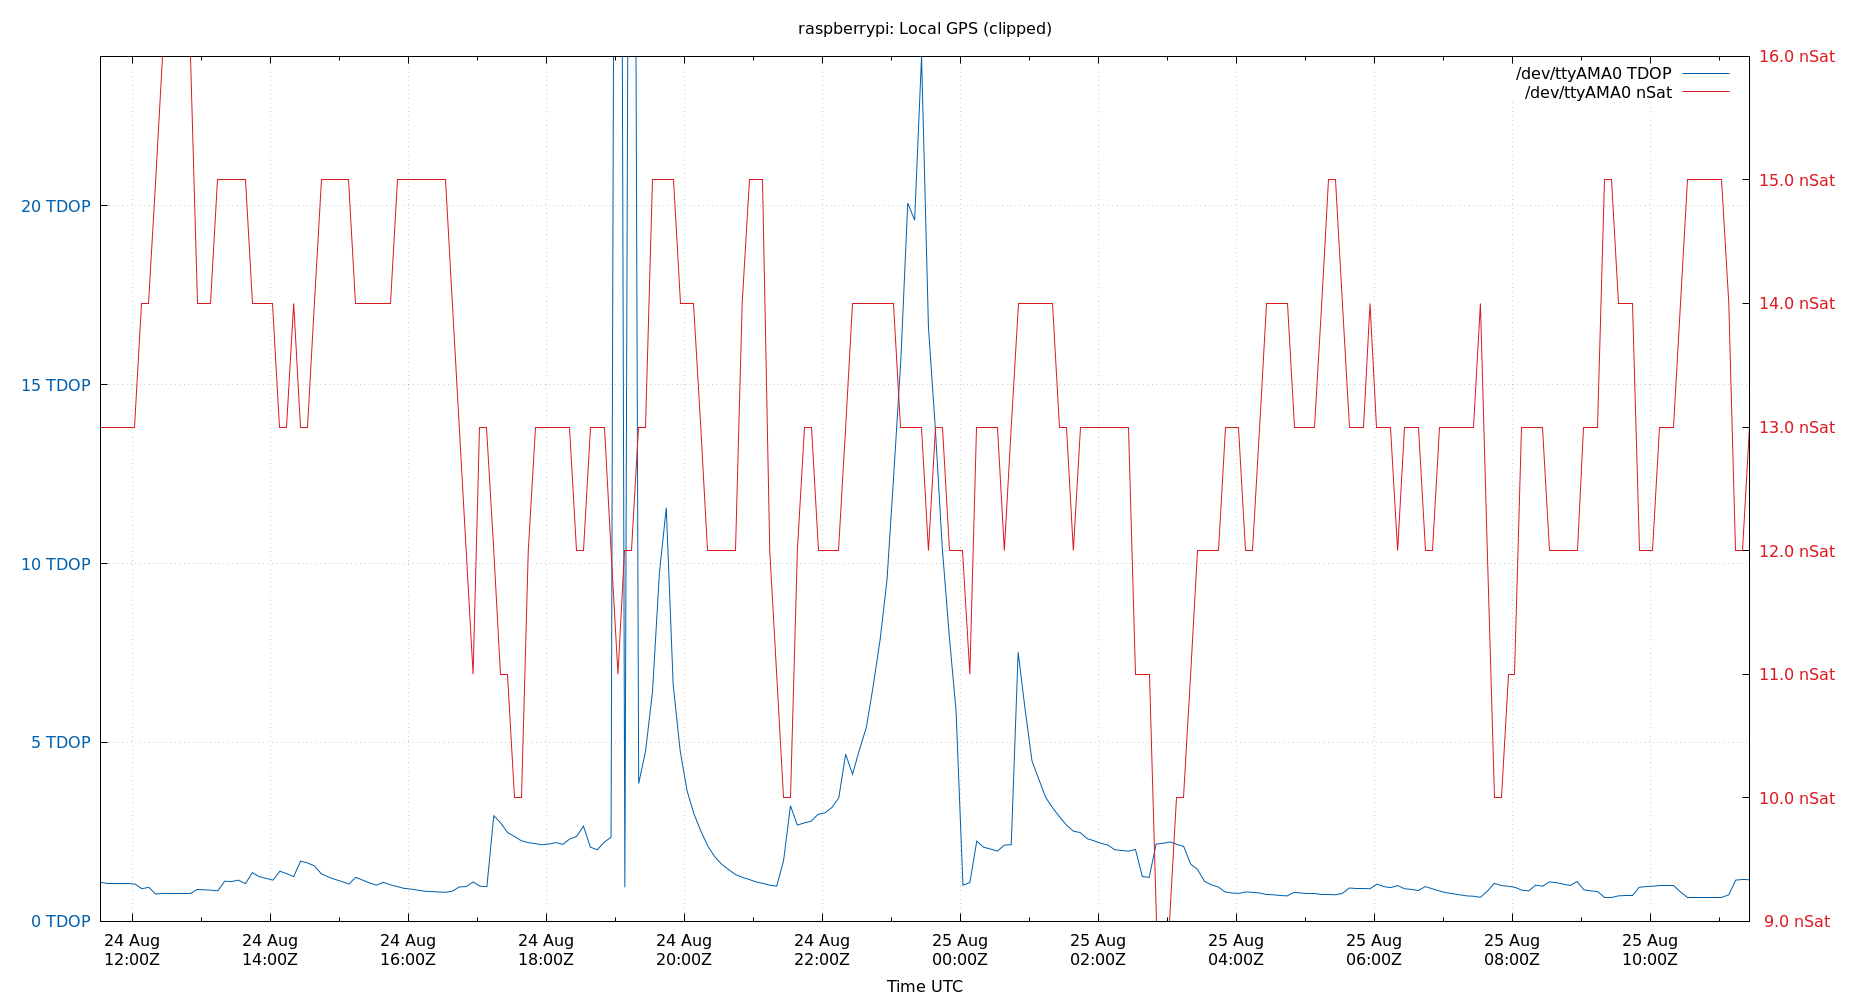 raspberrypi: Local GPS (clipped)
/dev/ttyAMA0 TDOP
/dev/ttyAMA0 nSat
20 TDOP
15 TDOP
10 TDOP
5 TDOP
0 TDOP
16.0 nSat
15.0 nSat
14.0 nSat
13.0 nSat
12.0 nSat
11.0 nSat
10.0 nSat
9.0 nSat
24 Aug 24 Aug 24 Aug 24 Aug 24 Aug 24 Aug 25 Aug 25 Aug 25 Aug 25 Aug 25 Aug 25 Aug
12:00Z 14:00Z 16:00Z 18:00Z 20:00Z 22:00Z 00:00Z 02:00Z 04:00Z 06:00Z 08:00Z 10:00Z
Time UTC